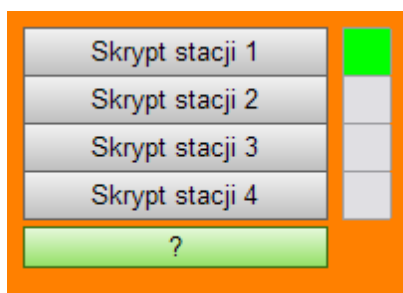 Skrypt stacji 1
Skrypt stacji 2
Skrypt stacji 3
Skrypt stacji 4
?